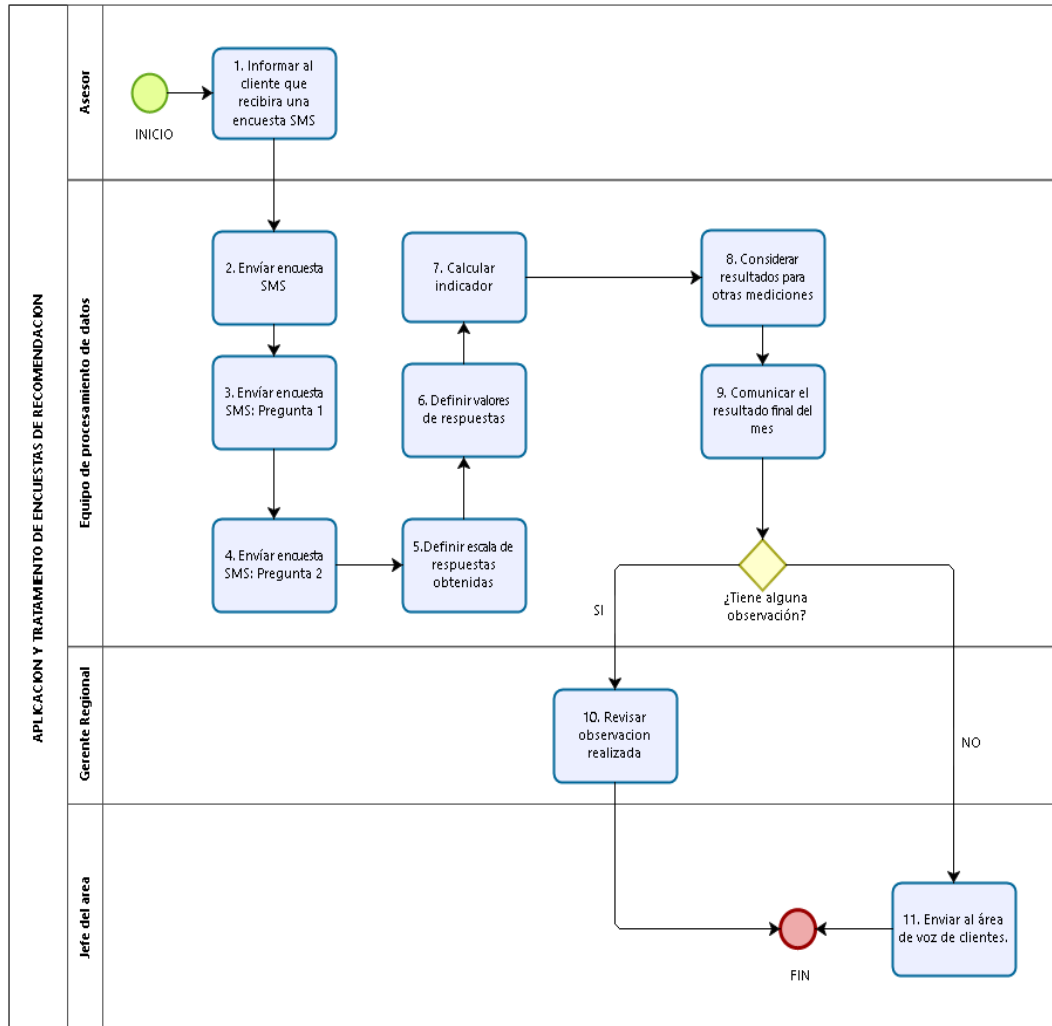 APLICACION Y TRATAMIENTO DE ENCUESTAS DE RECOMENDACION
Asesor
INICIO
1. Informar al
cliente que
recibira una
encuesta SMS
Equipo de procesamiento de datos
2. Envíar encuesta
SMS
3. Envíar encuesta
SMS: Pregunta 1
4. Envíar encuesta
SMS: Pregunta 2
5.Definir escala de
respuestas
obtenidas
6. Definir valores
de respuestas
7. Calcular
indicador
8. Considerar
resultados para
otras mediciones
9. Comunicar el
resultado final del
mes
¿Tiene alguna
observación?
SI
NO
Gerente Regional
10. Revisar
observacion
realizada
Jefe del area
11. Enviar al área
de voz de clientes.
FIN